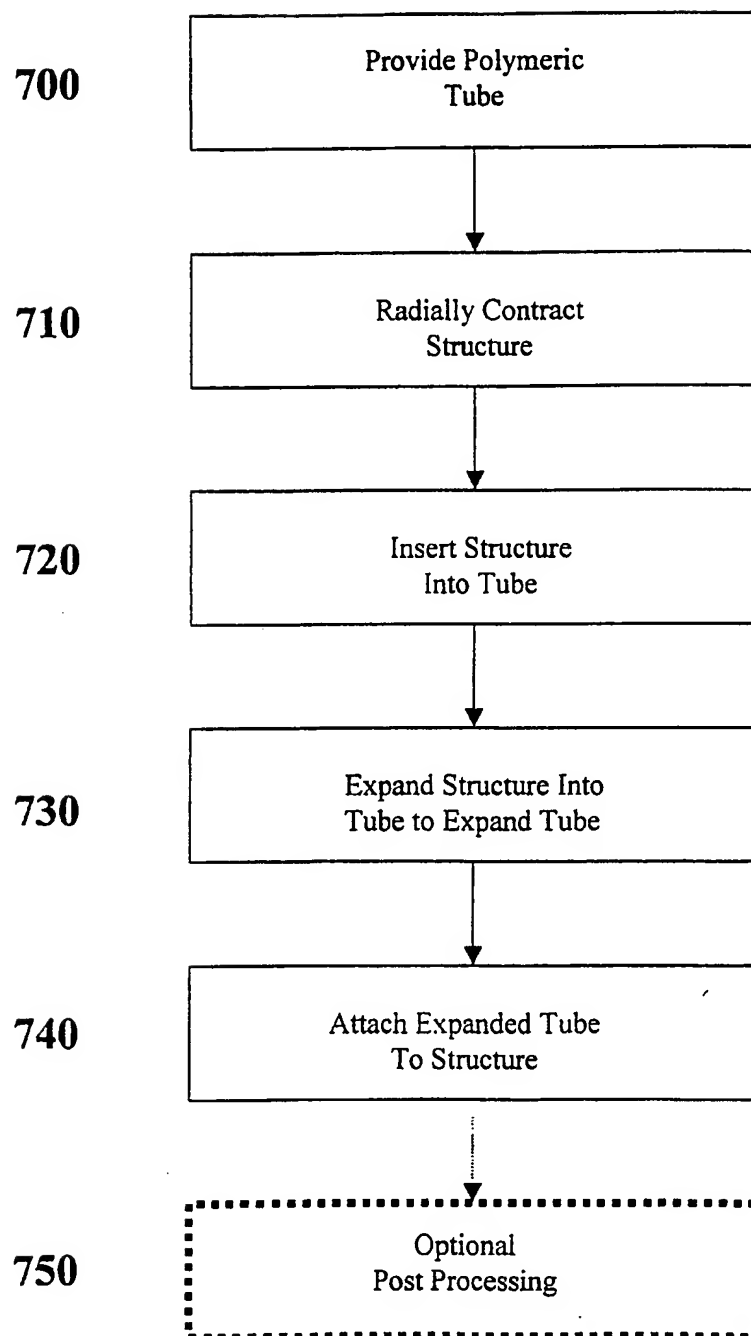 700
Provide Polymeric
Tube
710
Radially Contract
Structure
720
Insert Structure
Into Tube
730
Expand Structure Into
Tube to Expand Tube
740
Attach Expanded Tube
To Structure
750
Optional
Post Processing